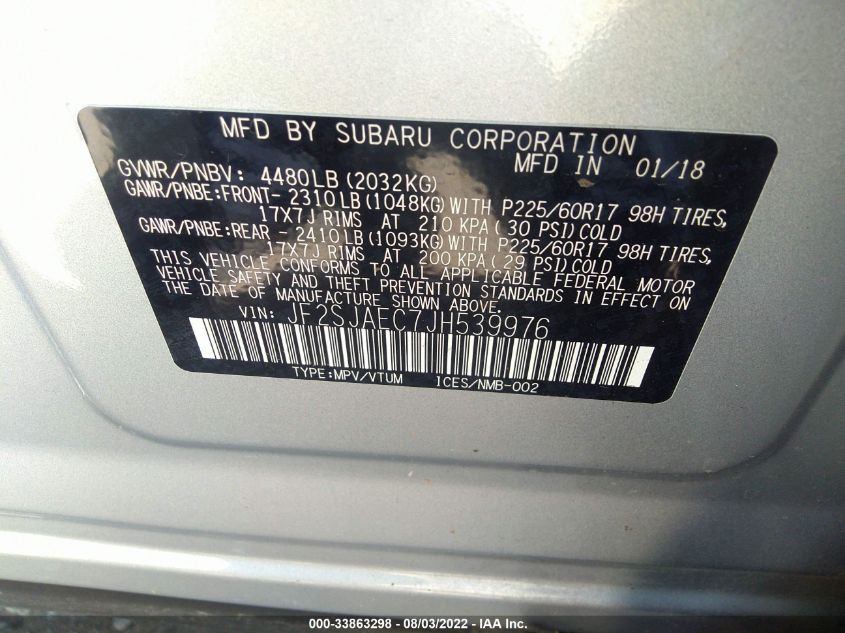 MFD BY SUBARU CORPORATION
MFD IN 01/18
GVWR/PNBV: 4480LB (2032KG)
GAWR/PNBE:FRONT- 2310LB(1048KG)WITH P225/60R17 98H TIRES,
17X7J RIMS AT 210 KPA( 30 PSI)COLD
GAWR/PNBE:REAR - 2410LB(1093KG)WITH P225/60R17 98H TIRES,
17X7J RIMS AT 200 KPA( 29 PSI)COLD
THIS VEHICLE CONFORMS TO ALL APPLICABLE FEDERAL MOTOR
VEHICLE SAFETY AND THEFT PREVENTION STANDARDS IN EFFECT ON
THE DATE OF MANUFACTURE SHOWN ABOVE.
VIN: JF2SJAEC7JH539976
TYPE:MPV/VTUM ICES/NMB-002
000-33863298 - 08/03/2022 - IAA Inc.